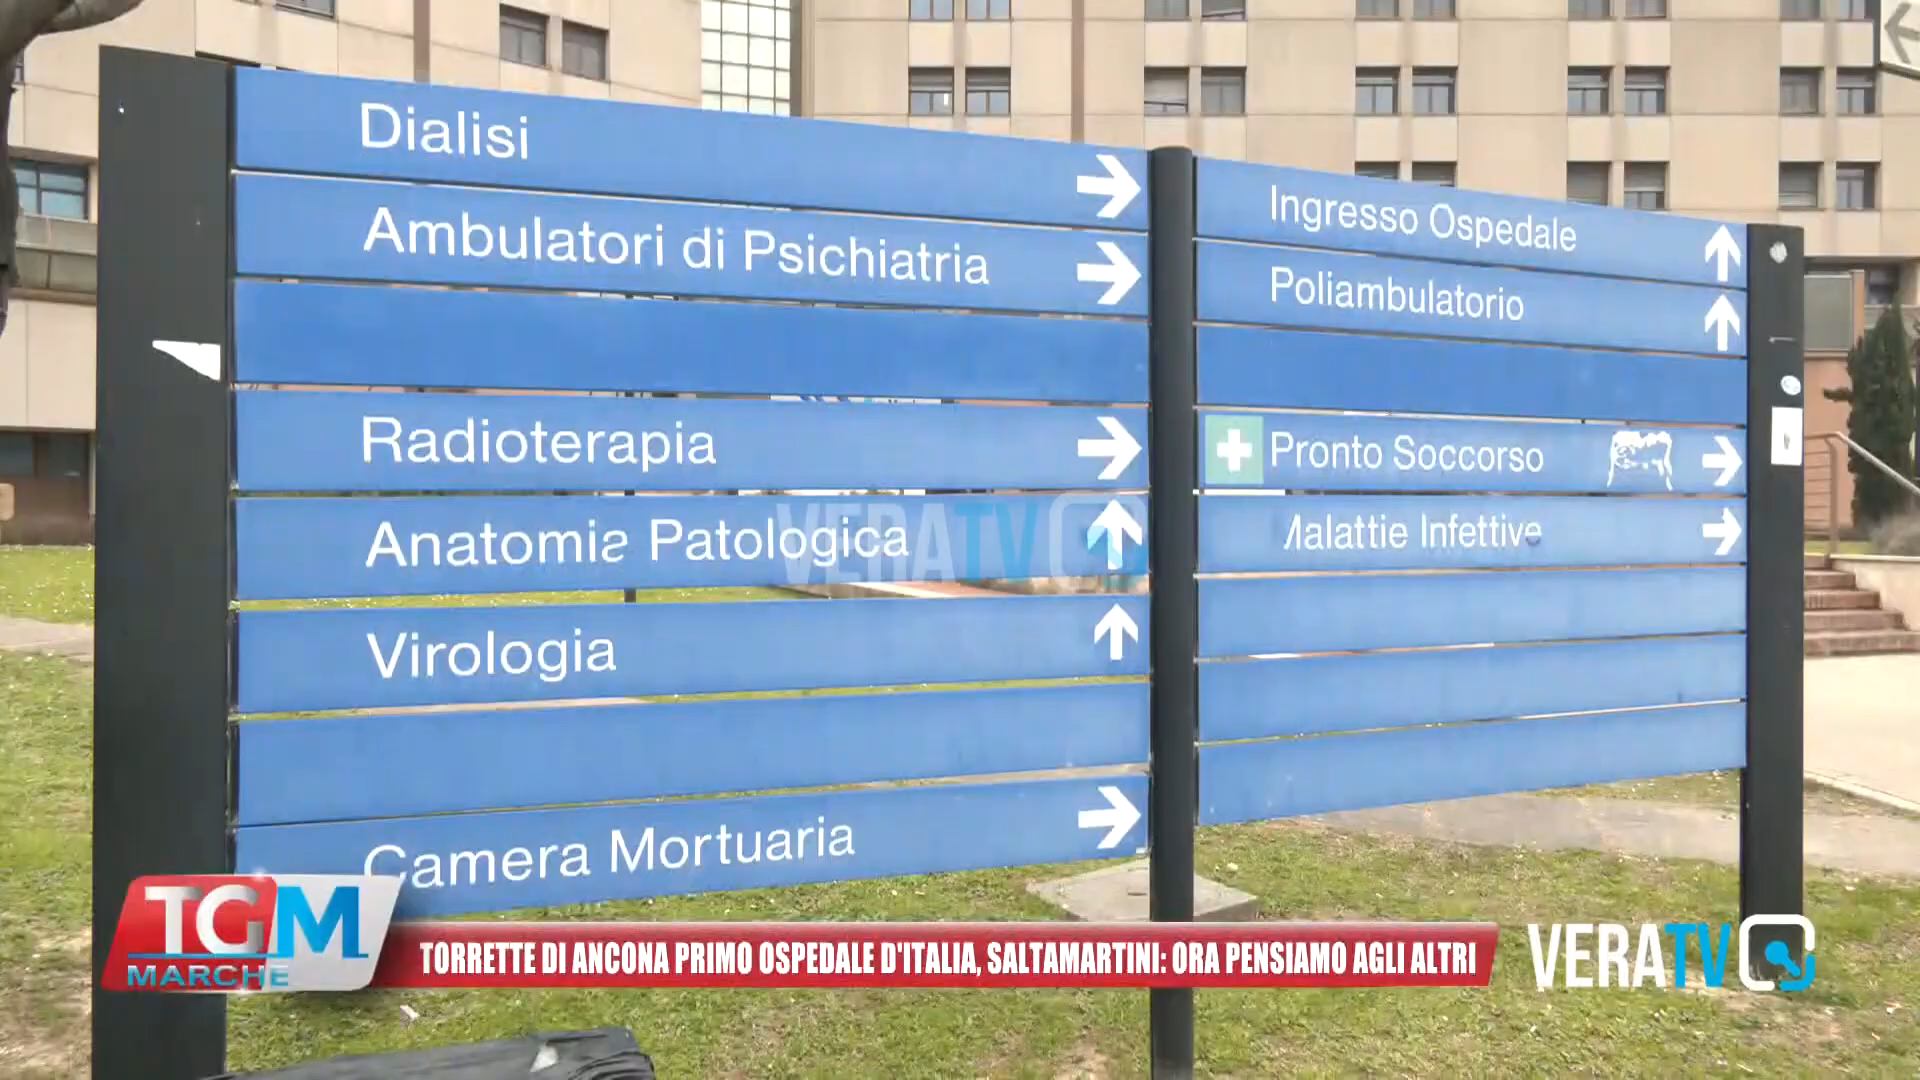 Dialisi
Ambulatori di Psichiatria
Radioterapia
Anatomia Patologica
Virologia
Camera Mortuaria
Ingresso Ospedale
Poliambulatorio
Pronto Soccorso
Malattie Infettive
VERATV
TGM
MARCHE
TORRETTE DI ANCONA PRIMO OSPEDALE D'ITALIA, SALTAMARTINI: ORA PENSIAMO AGLI ALTRI
VERATV